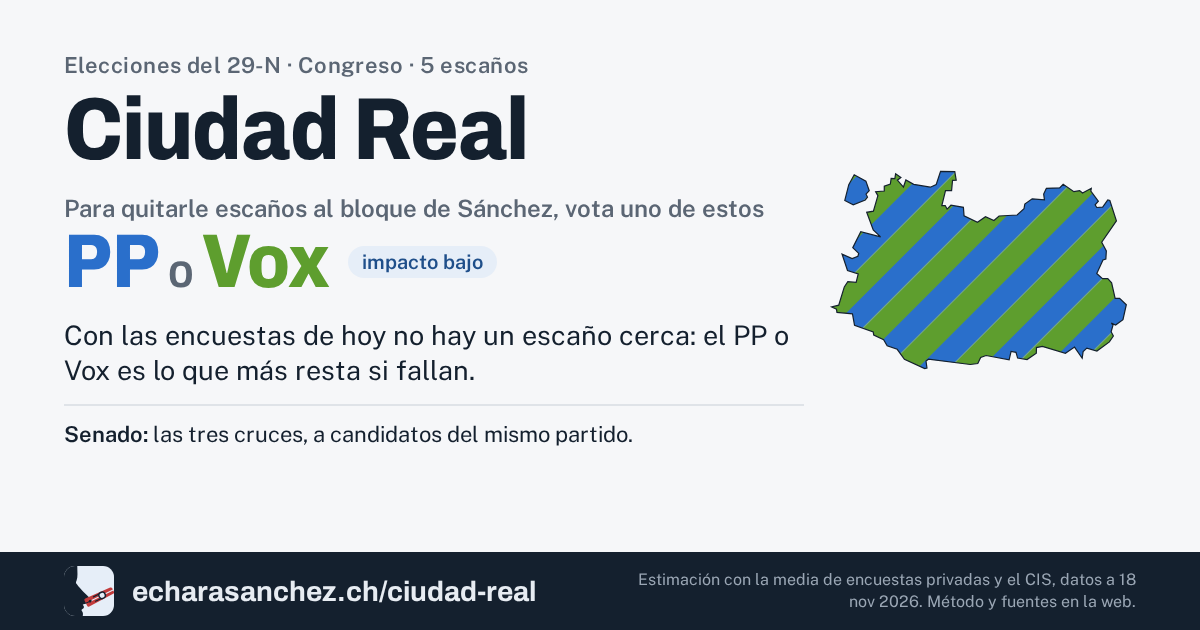 Elecciones del 29-N · Congreso · 5 escaños
Ciudad Real
Para quitarle escaños al bloque de Sánchez, vota uno de estos
PP o Vox impacto bajo
Con las encuestas de hoy no hay un escaño cerca: el PP o
Vox es lo que más resta si fallan.
Senado: las tres cruces, a candidatos del mismo partido.
echarasanchez.ch/ciudad-real
Estimación con la media de encuestas privadas y el CIS, datos a 18
nov 2026. Método y fuentes en la web.